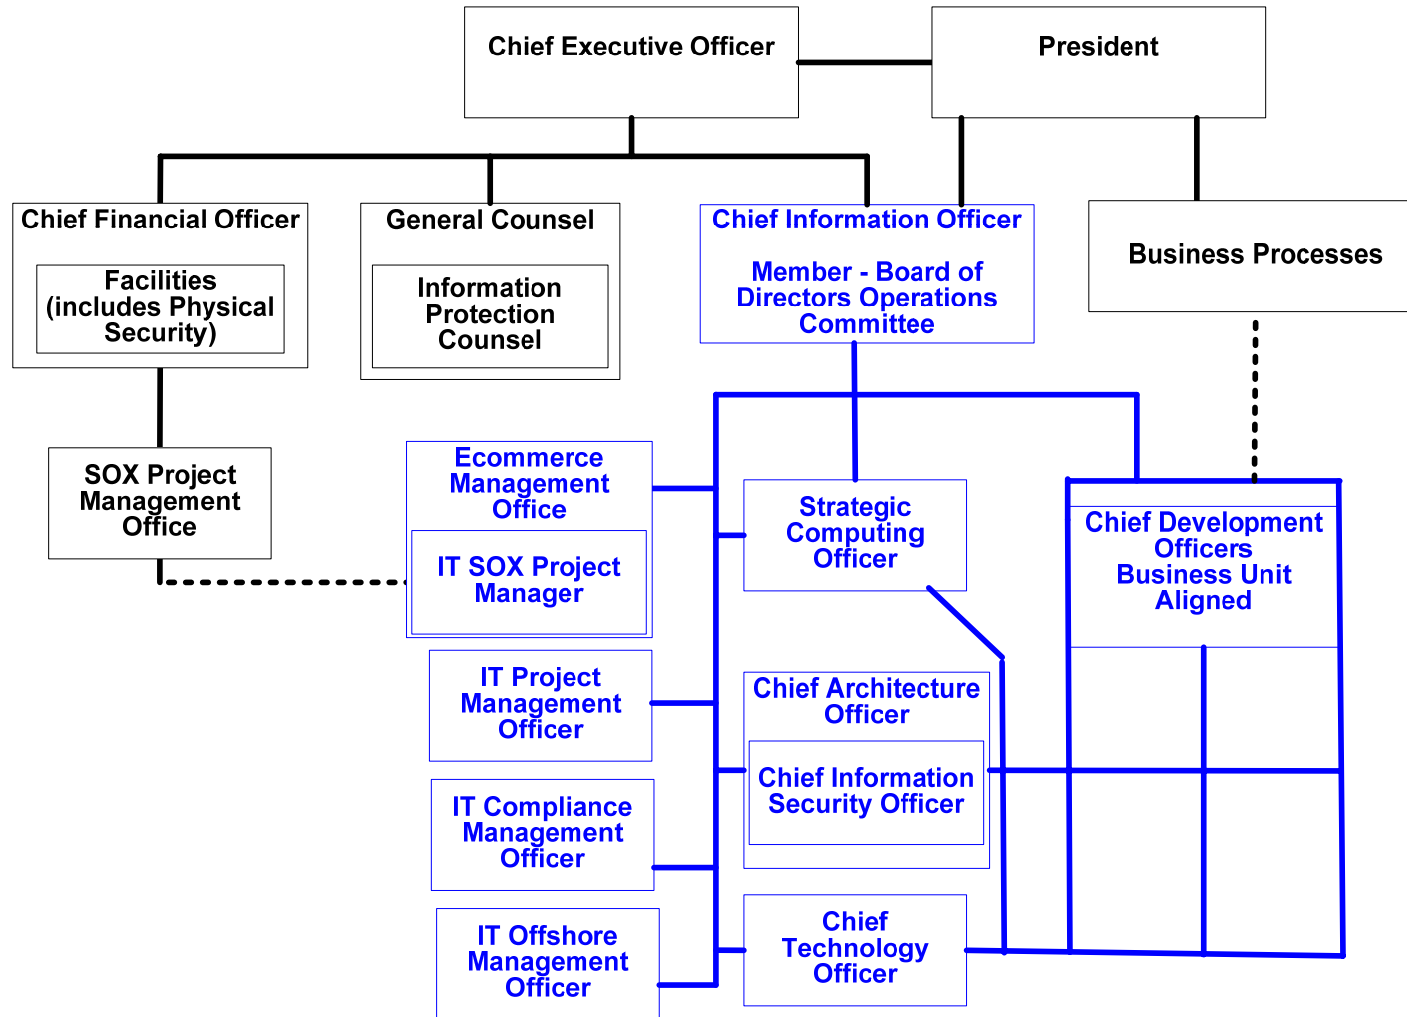 Chief Executive Officer
President
Chief Financial Officer
Facilities
(includes Physical
Security)
General Counsel
Information
Protection
Counsel
Chief Information Officer
Member - Board of
Directors Operations
Committee
Business Processes
SOX Project
Management
Office
Ecommerce
Management
Office
IT SOX Project
Manager
Strategic
Computing
Officer
Chief Development
Officers
Business Unit
Aligned
IT Project
Management
Officer
Chief Architecture
Officer
Chief Information
Security Officer
IT Compliance
Management
Officer
IT Offshore
Management
Officer
Chief
Technology
Officer